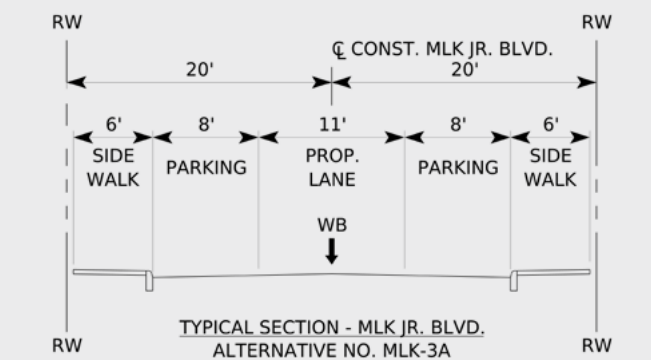 RW RW
℄ CONST. MLK JR. BLVD.
20' 20'
6' 8' 11' 8' 6'
SIDE WALK PARKING PROP. LANE PARKING SIDE WALK
WB
TYPICAL SECTION - MLK JR. BLVD.
ALTERNATIVE NO. MLK-3A
RW RW